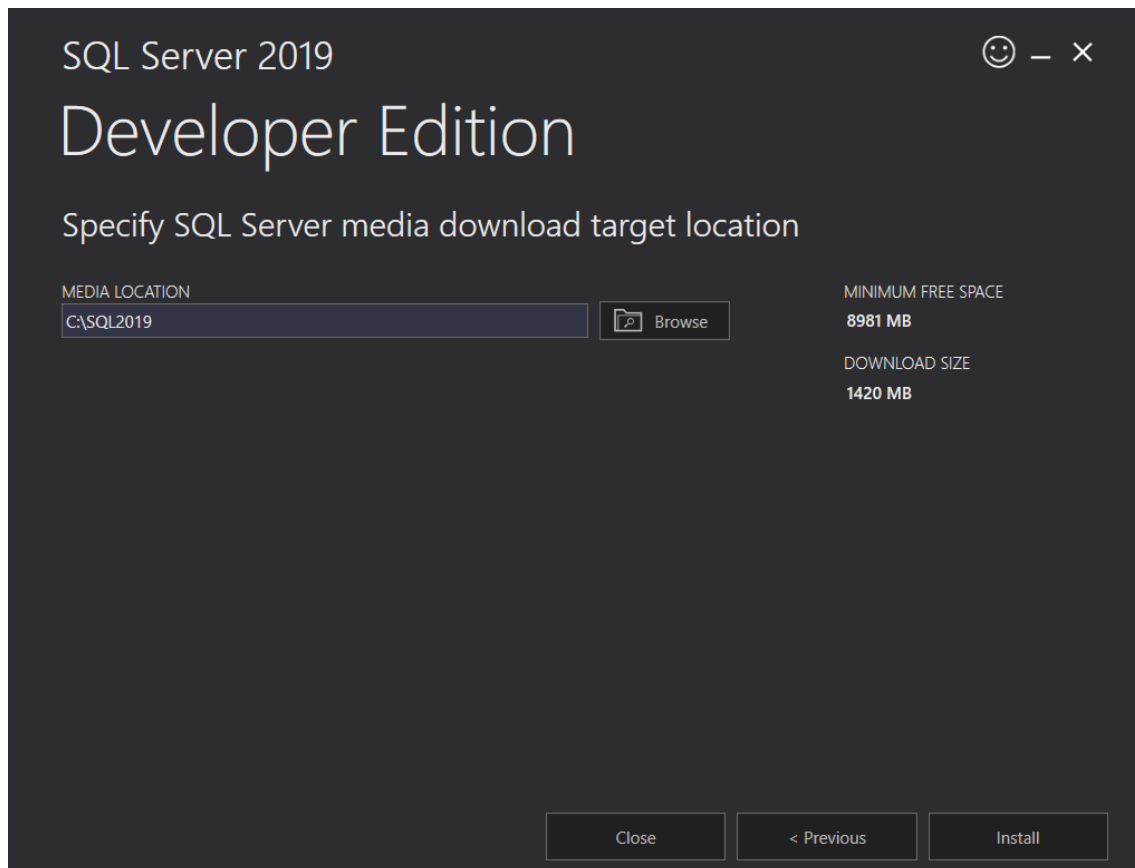 SQL Server 2019
Developer Edition
Specify SQL Server media download target location
MEDIA LOCATION
C:\SQL2019
Browse
MINIMUM FREE SPACE
8981 MB
DOWNLOAD SIZE
1420 MB
Close
< Previous
Install